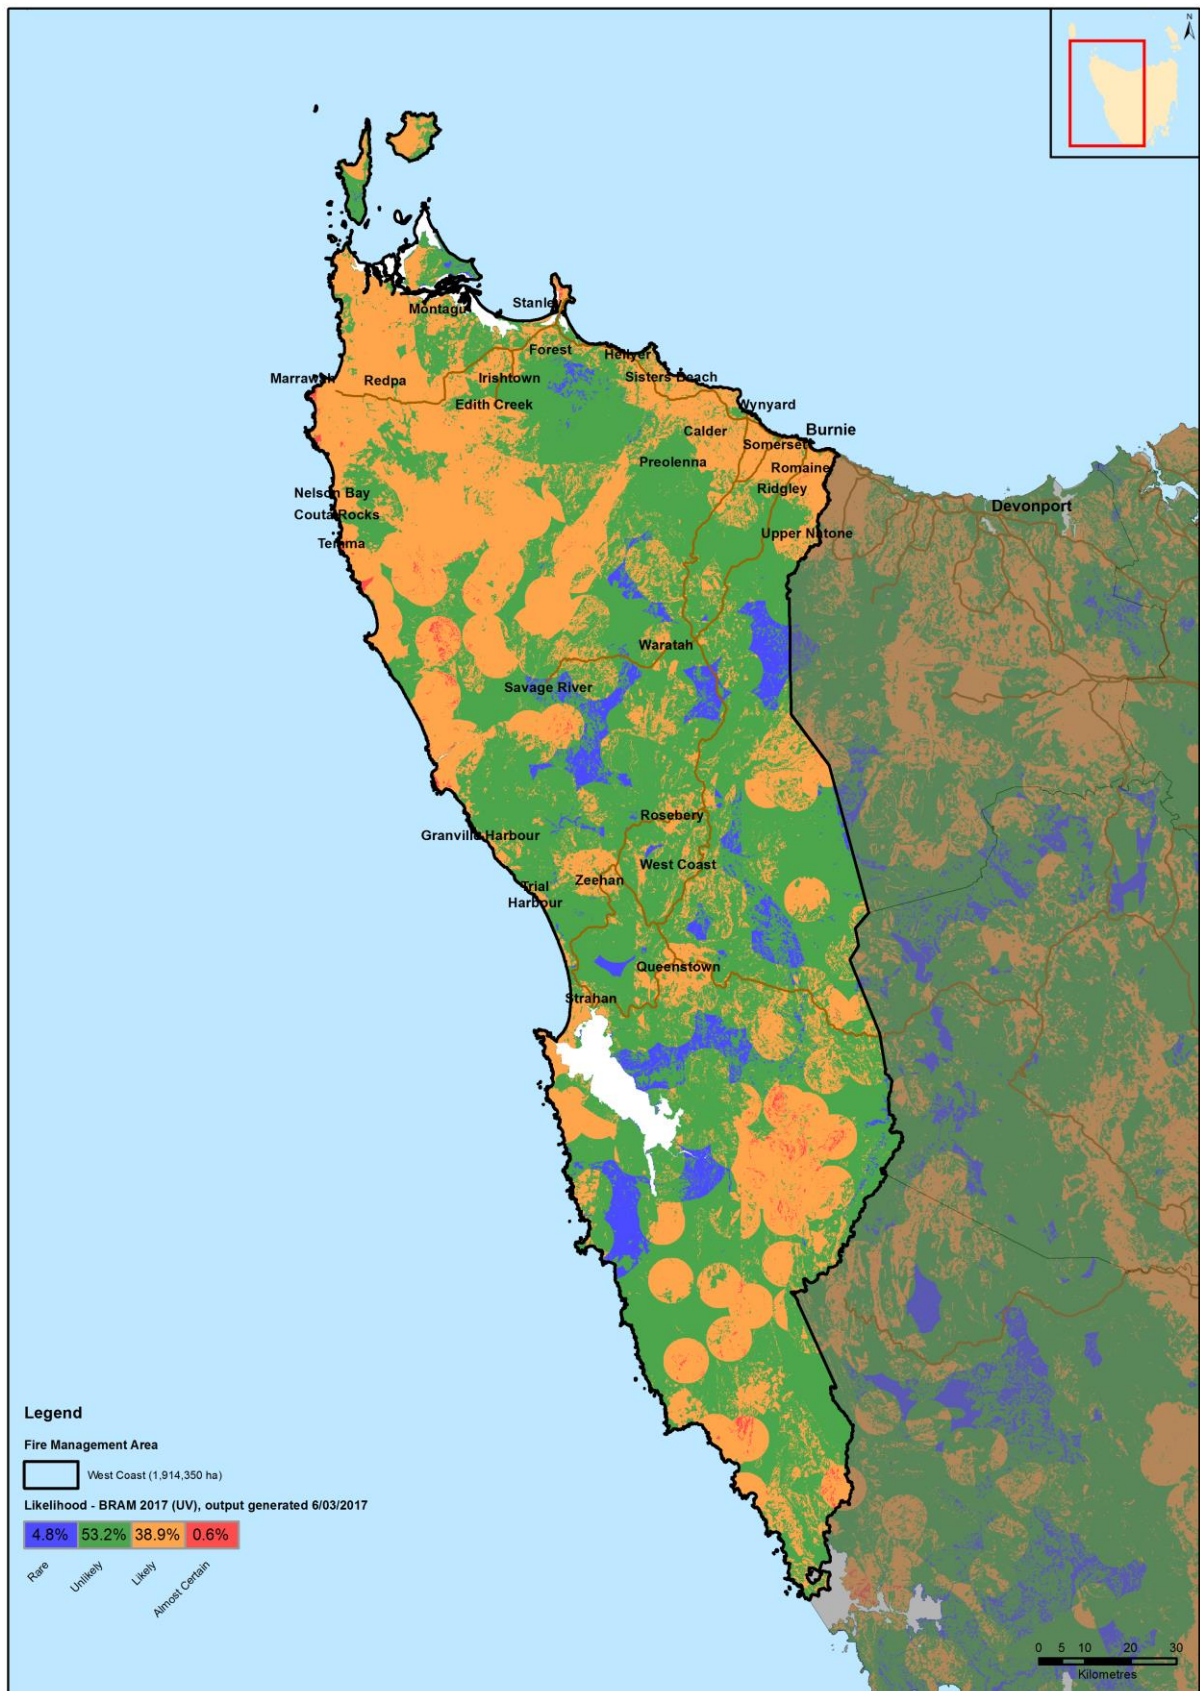 N
Stanley
Montagu
Forest
Hellyer
Marrawah
Redpa
Irishtown
Sisters Beach
Edith Creek
Wynyard
Calder
Burnie
Somerset
Preolenna
Romaine
Nelson Bay
Ridgley
Couta Rocks
Devonport
Temma
Upper Natone
Waratah
Savage River
Rosebery
Granville Harbour
West Coast
Zeehan
Trial
Harbour
Queenstown
Strahan
Legend
Fire Management Area
West Coast (1,914,350 ha)
Likelihood - BRAM 2017 (UV), output generated 6/03/2017
4.8% 53.2% 38.9% 0.6%
Rare Unlikely Likely Almost Certain
0 5 10 20 30
Kilometres